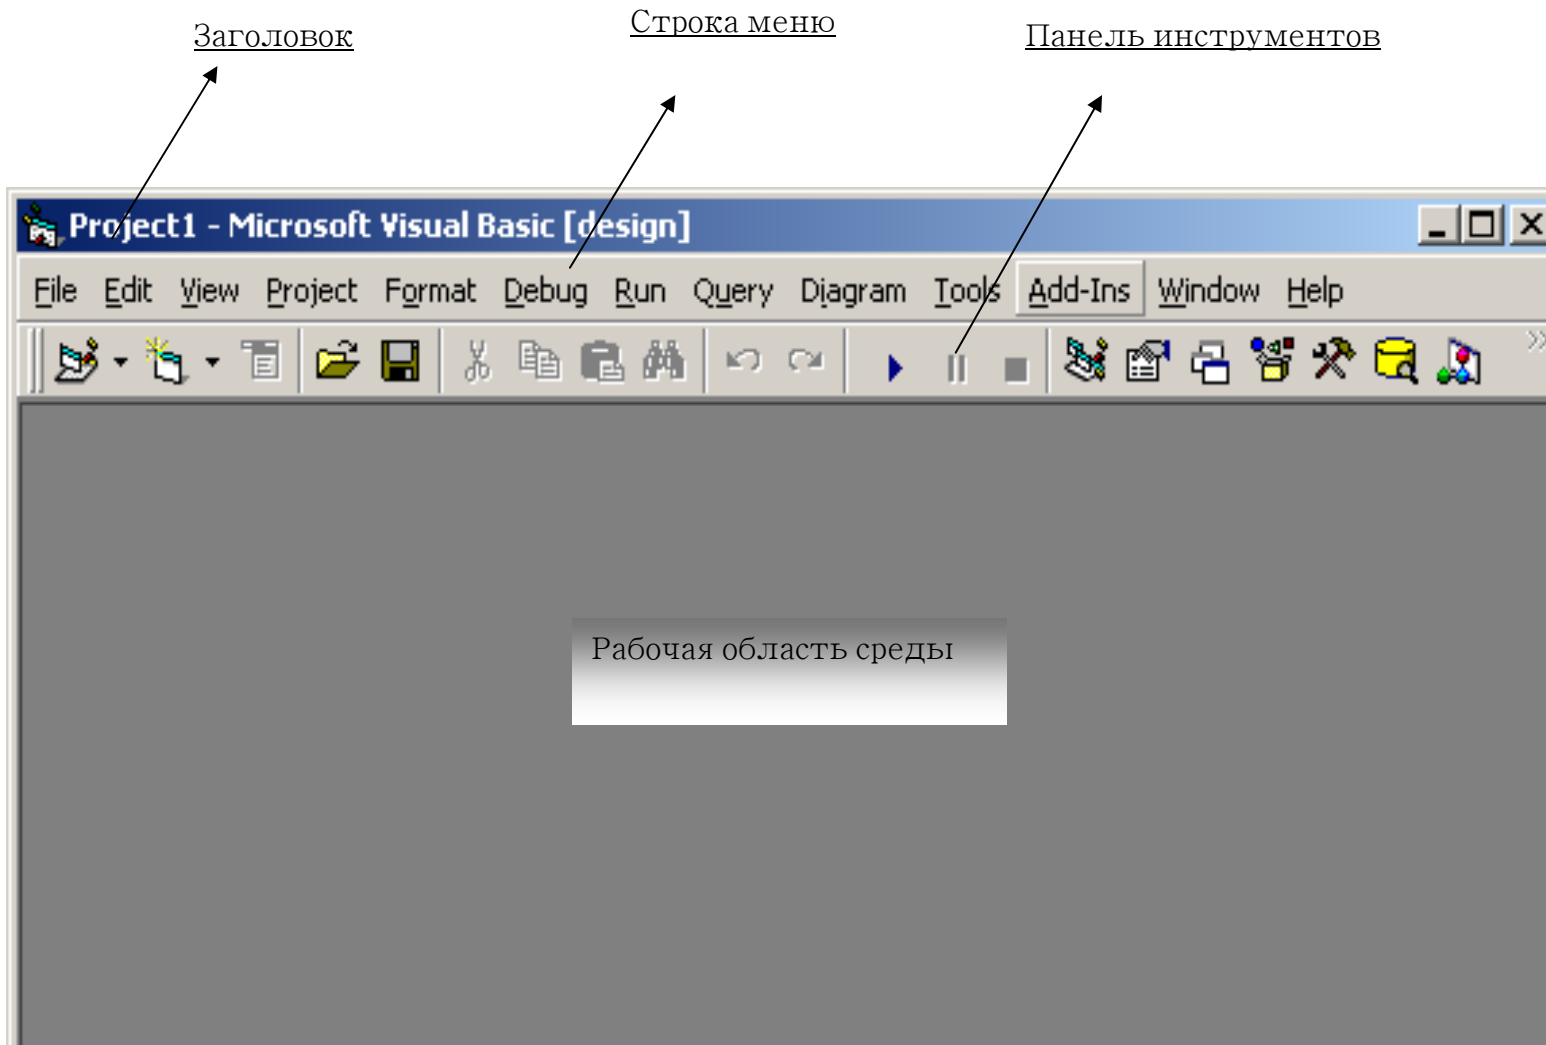 Заголовок
Строка меню
Панель инструментов
Project1 - Microsoft Visual Basic [design]
File Edit View Project Format Debug Run Query Diagram Tools Add-Ins Window Help
Рабочая область среды